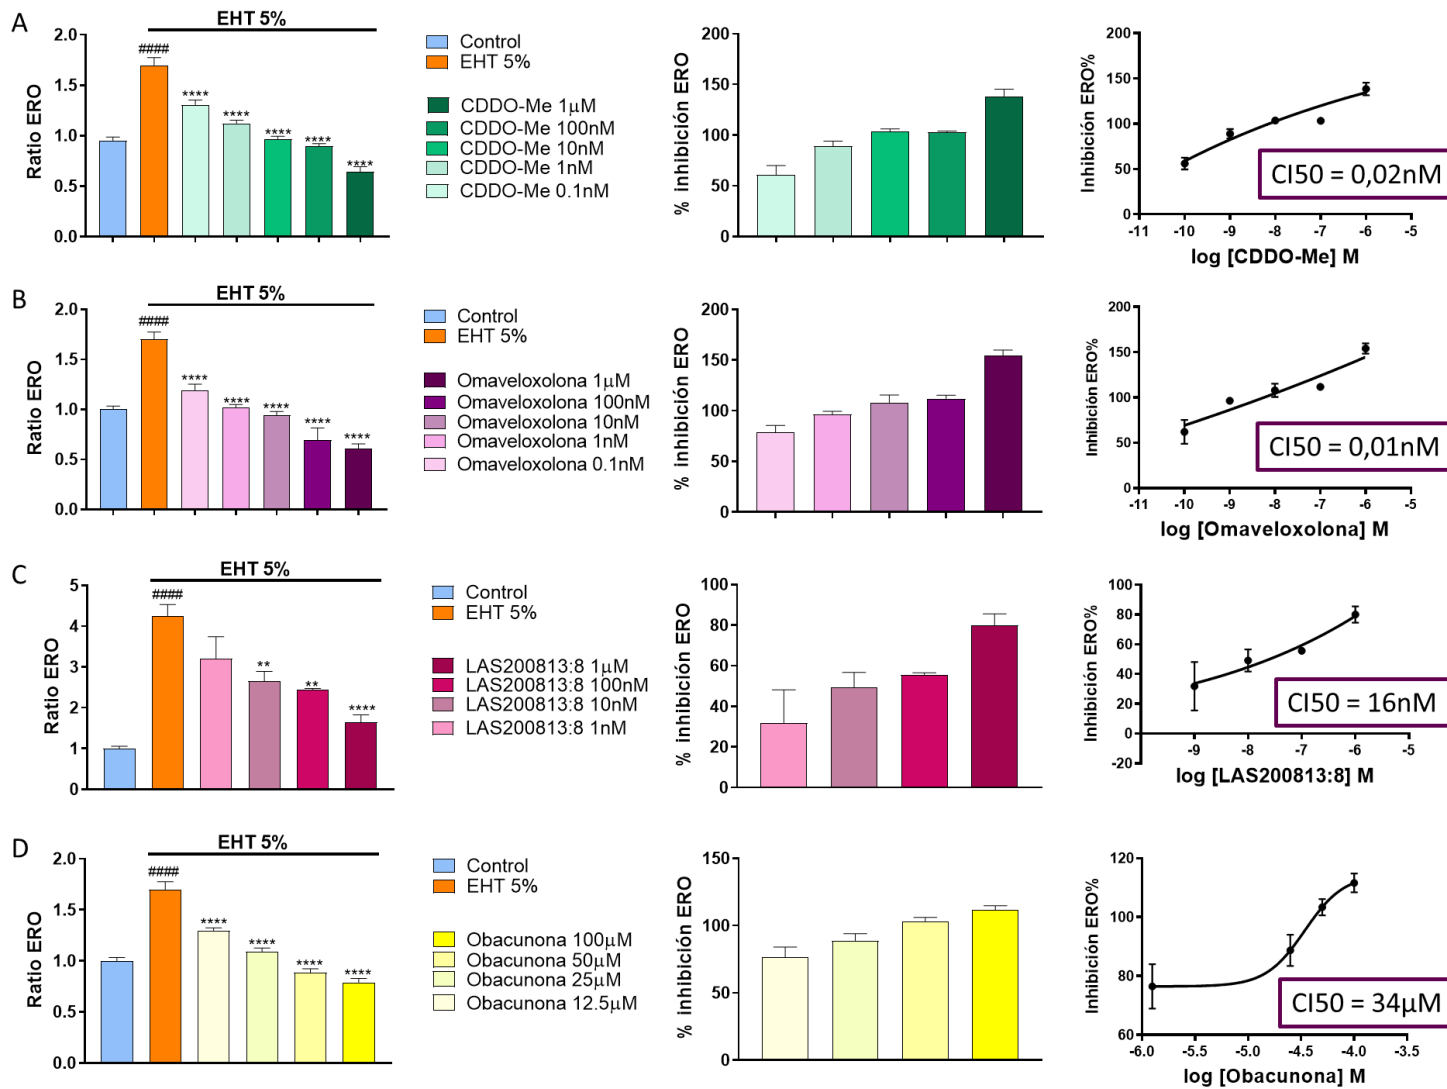 A
EHT 5%
2.0
1.5
1.0
0.5
0.0
Ratio ERO
####
****
****
****
****
****
Control
EHT 5%
CDDO-Me 1μM
CDDO-Me 100nM
CDDO-Me 10nM
CDDO-Me 1nM
CDDO-Me 0.1nM
200
150
100
50
0
% inhibición ERO
200
150
100
50
0
Inhibición ERO%
CI50 = 0,02nM
-11 -10 -9 -8 -7 -6 -5
log [CDDO-Me] M
B
EHT 5%
2.0
1.5
1.0
0.5
0.0
Ratio ERO
####
****
****
****
****
****
Control
EHT 5%
Omaveloxolona 1μM
Omaveloxolona 100nM
Omaveloxolona 10nM
Omaveloxolona 1nM
Omaveloxolona 0.1nM
200
150
100
50
0
% inhibición ERO
200
150
100
50
0
Inhibición ERO%
CI50 = 0,01nM
-11 -10 -9 -8 -7 -6 -5
log [Omaveloxolona] M
C
EHT 5%
5
4
3
2
1
0
Ratio ERO
####
**
**
****
Control
EHT 5%
LAS200813:8 1μM
LAS200813:8 100nM
LAS200813:8 10nM
LAS200813:8 1nM
100
80
60
40
20
0
% inhibición ERO
100
80
60
40
20
0
-20
Inhibición ERO%
CI50 = 16nM
-9 -8 -7 -6 -5
log [LAS200813:8] M
D
EHT 5%
2.0
1.5
1.0
0.5
0.0
Ratio ERO
####
****
****
****
****
Control
EHT 5%
Obacunona 100μM
Obacunona 50μM
Obacunona 25μM
Obacunona 12.5μM
150
100
50
0
% inhibición ERO
120
100
80
60
Inhibición ERO%
CI50 = 34μM
-6.0 -5.5 -5.0 -4.5 -4.0 -3.5
log [Obacunona] M